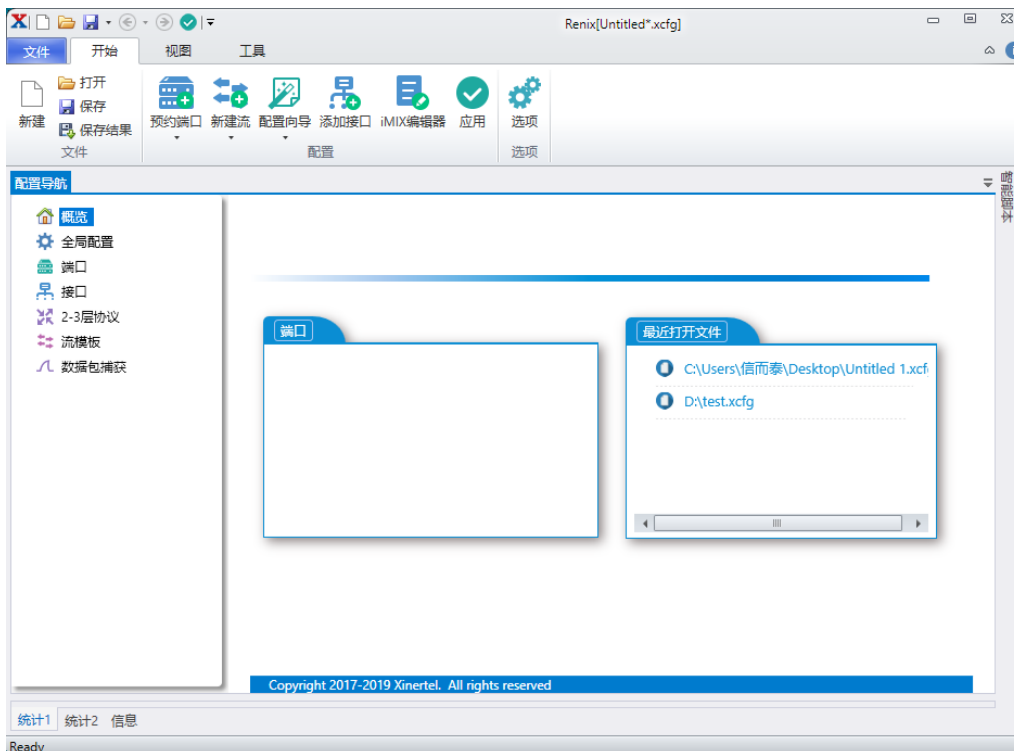 Renix[Untitled*.xcfg]
文件 开始 视图 工具
新建 打开 保存 保存结果 预约端口 新建流 配置向导 添加接口 iMIX编辑器 应用 选项
文件 配置 选项
配置导航
智能脚本
概览
全局配置
端口
接口
2-3层协议
流模板
数据包捕获
端口
最近打开文件
C:\Users\信而泰\Desktop\Untitled 1.xcf
D:\test.xcfg
Copyright 2017-2019 Xinertel. All rights reserved
统计1 统计2 信息
Ready